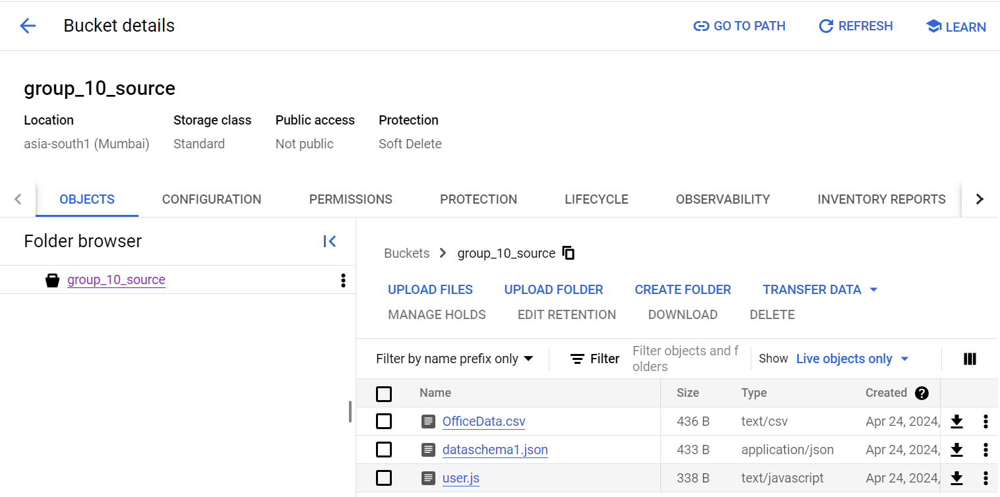 Bucket details
GO TO PATH
REFRESH
LEARN
group_10_source
Location Storage class Public access Protection
asia-south1 (Mumbai) Standard Not public Soft Delete
OBJECTS CONFIGURATION PERMISSIONS PROTECTION LIFECYCLE OBSERVABILITY INVENTORY REPORTS
Folder browser
group_10_source
Buckets group_10_source
UPLOAD FILES UPLOAD FOLDER CREATE FOLDER TRANSFER DATA
MANAGE HOLDS EDIT RETENTION DOWNLOAD DELETE
Filter by name prefix only Filter Filter objects and f
olders
Show Live objects only
Name Size Type Created ?
OfficeData.csv 436 B text/csv Apr 24, 2024,
dataschema1.json 433 B application/json Apr 24, 2024,
user.js 338 B text/javascript Apr 24, 2024,